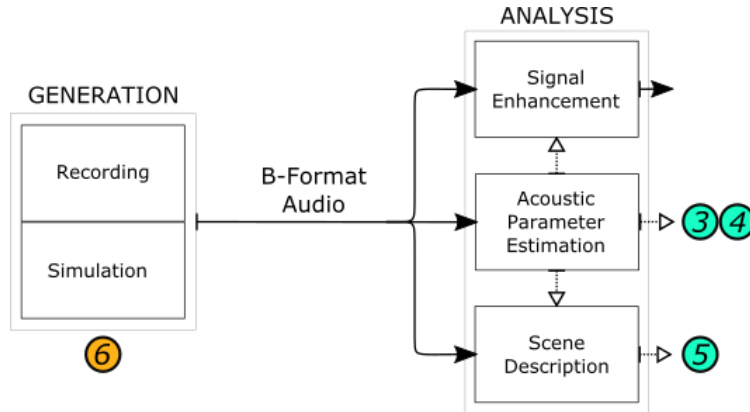 GENERATION
Recording
Simulation
6
B-Format
Audio
ANALYSIS
Signal
Enhancement
Acoustic
Parameter
Estimation
3 4
Scene
Description
5